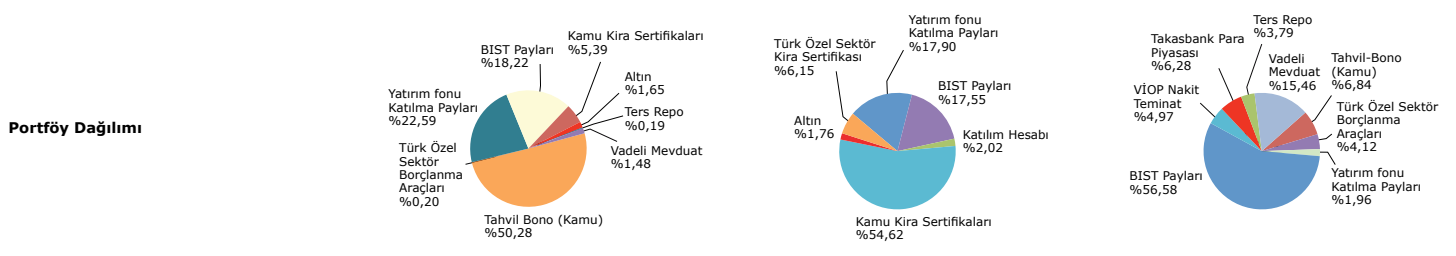 Portföy Dağılımı
BIST Payları
%18,22
Kamu Kira Sertifikaları
%5,39
Altın
%1,65
Ters Repo
%0,19
Vadeli Mevduat
%1,48
Yatırım fonu
Katılma Payları
%22,59
Türk Özel
Sektör
Borçlanma
Araçları
%0,20
Tahvil Bono (Kamu)
%50,28
Yatırım fonu
Katılma Payları
%17,90
Türk Özel Sektör
Kira Sertifikası
%6,15
BIST Payları
%17,55
Altın
%1,76
Katılım Hesabı
%2,02
Kamu Kira Sertifikaları
%54,62
Ters Repo
%3,79
Takasbank Para
Piyasası
%6,28
Vadeli
Mevduat
%15,46
Tahvil-Bono
(Kamu)
%6,84
VİOP Nakit
Teminat
%4,97
Türk Özel Sektör
Borçlanma
Araçları
%4,12
BIST Payları
%56,58
Yatırım fonu
Katılma Payları
%1,96